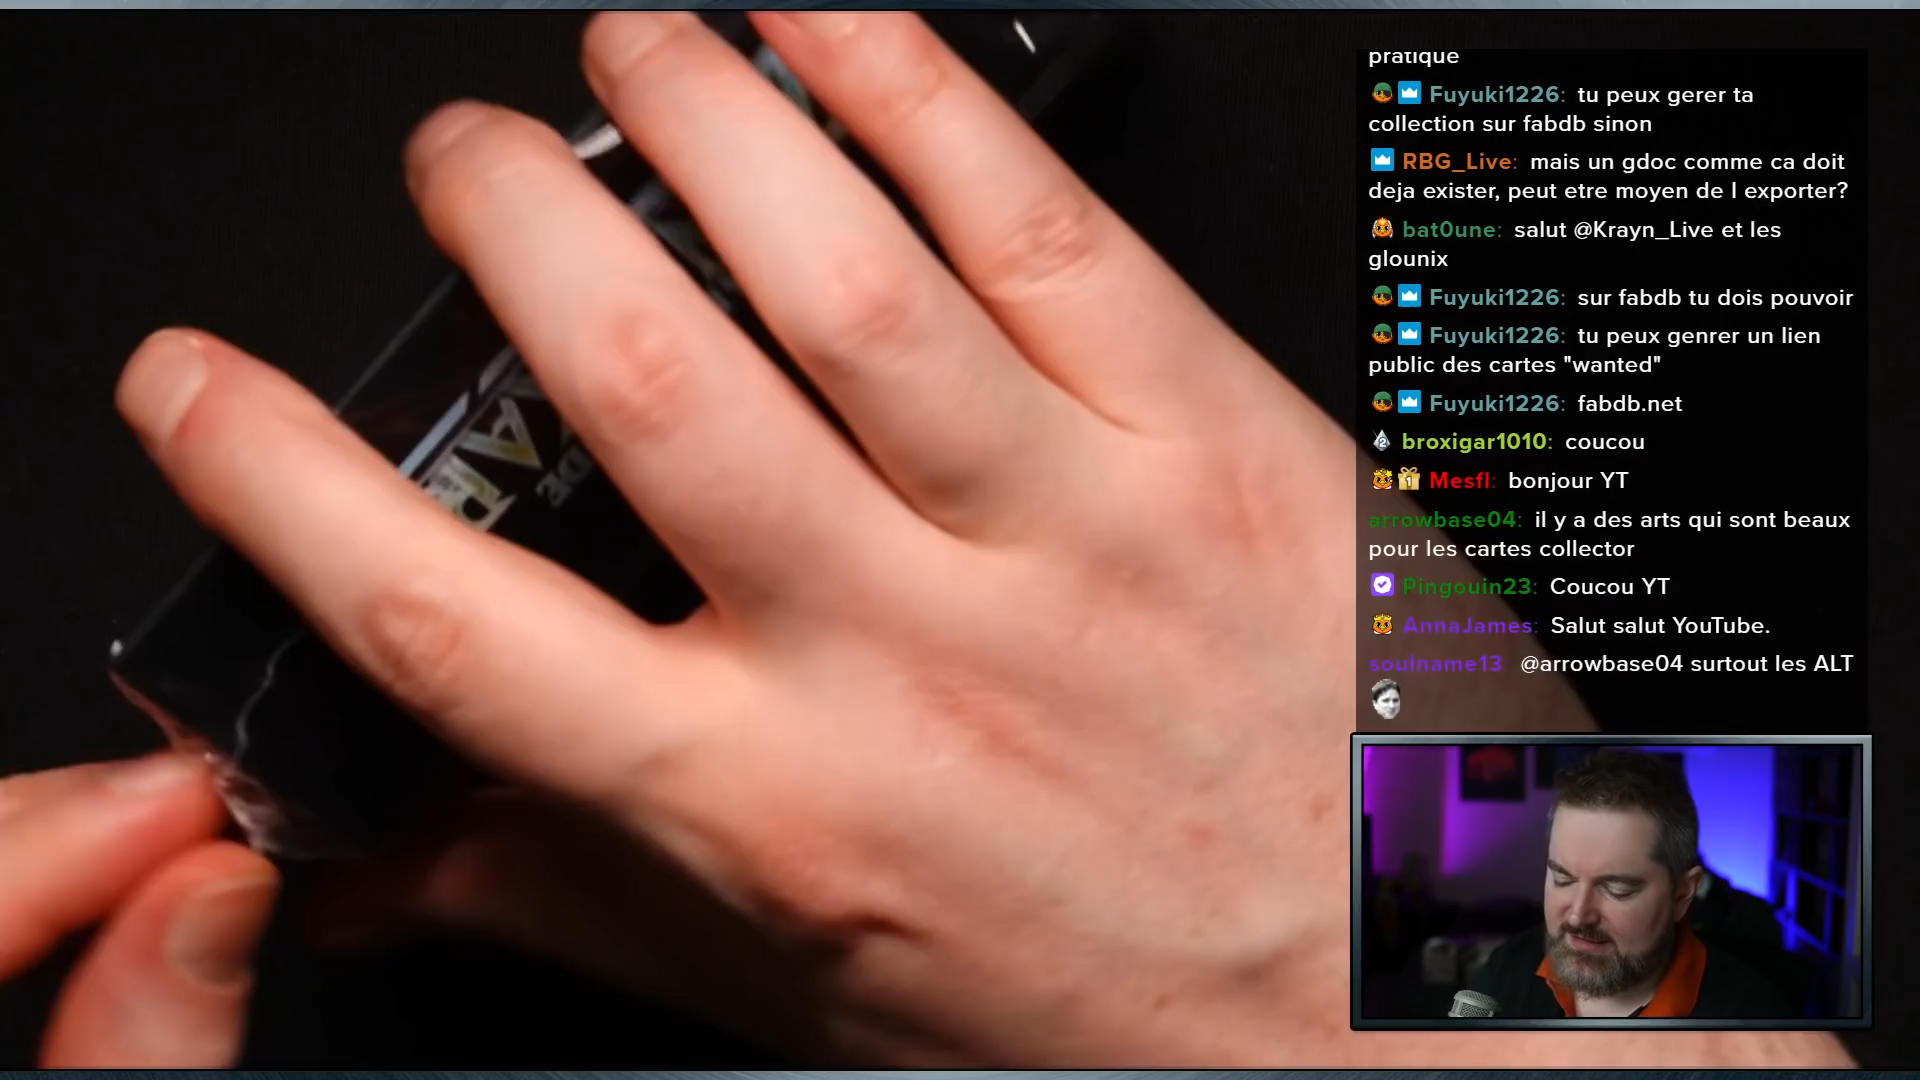 pratique
Fuyuki1226: tu peux gerer ta
collection sur fabdb sinon
RBG_Live: mais un gdoc comme ca doit
deja exister, peut etre moyen de l exporter?
bat0une: salut @Krayn_Live et les
glounix
Fuyuki1226: sur fabdb tu dois pouvoir
Fuyuki1226: tu peux genrer un lien
public des cartes "wanted"
Fuyuki1226: fabdb.net
broxigar1010: coucou
Mesfl: bonjour YT
arrowbase04: il y a des arts qui sont beaux
pour les cartes collector
Pingouin23: Coucou YT
AnnaJames: Salut salut YouTube.
soulname13: @arrowbase04 surtout les ALT